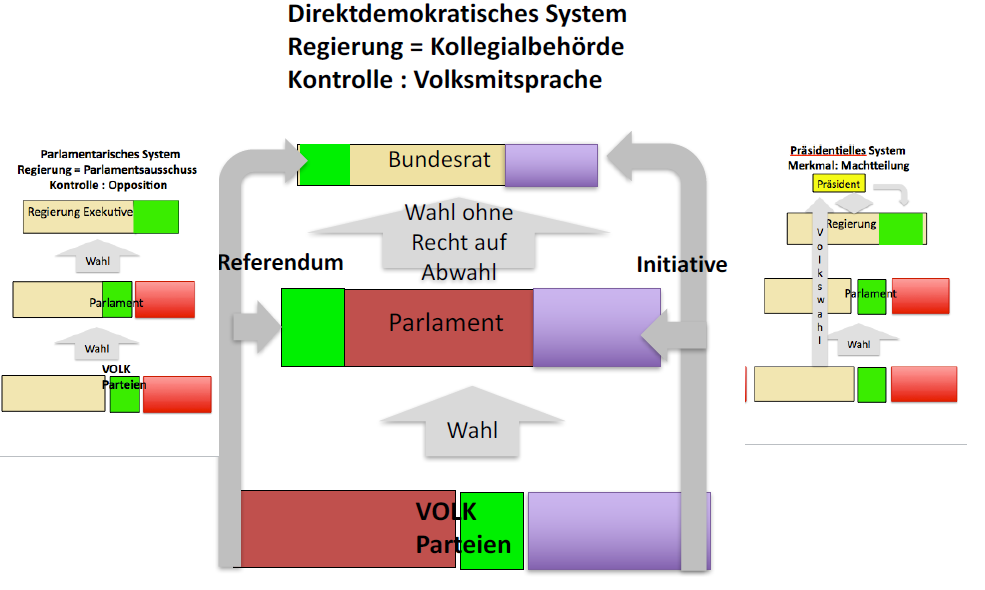 Direktdemokratisches System
Regierung = Kollegialbehörde
Kontrolle : Volksmitsprache
Parlamentarisches System
Regierung = Parlamentsausschuss
Kontrolle : Opposition
Regierung Exekutive
Wahl
Parlament
Wahl
VOLK
Parteien
Bundesrat
Wahl ohne
Recht auf
Abwahl
Referendum
Initiative
Parlament
Wahl
VOLK
Parteien
Präsidentielles System
Merkmal: Machtteilung
Präsident
Regierung
Volkswahl
Parlament
Wahl